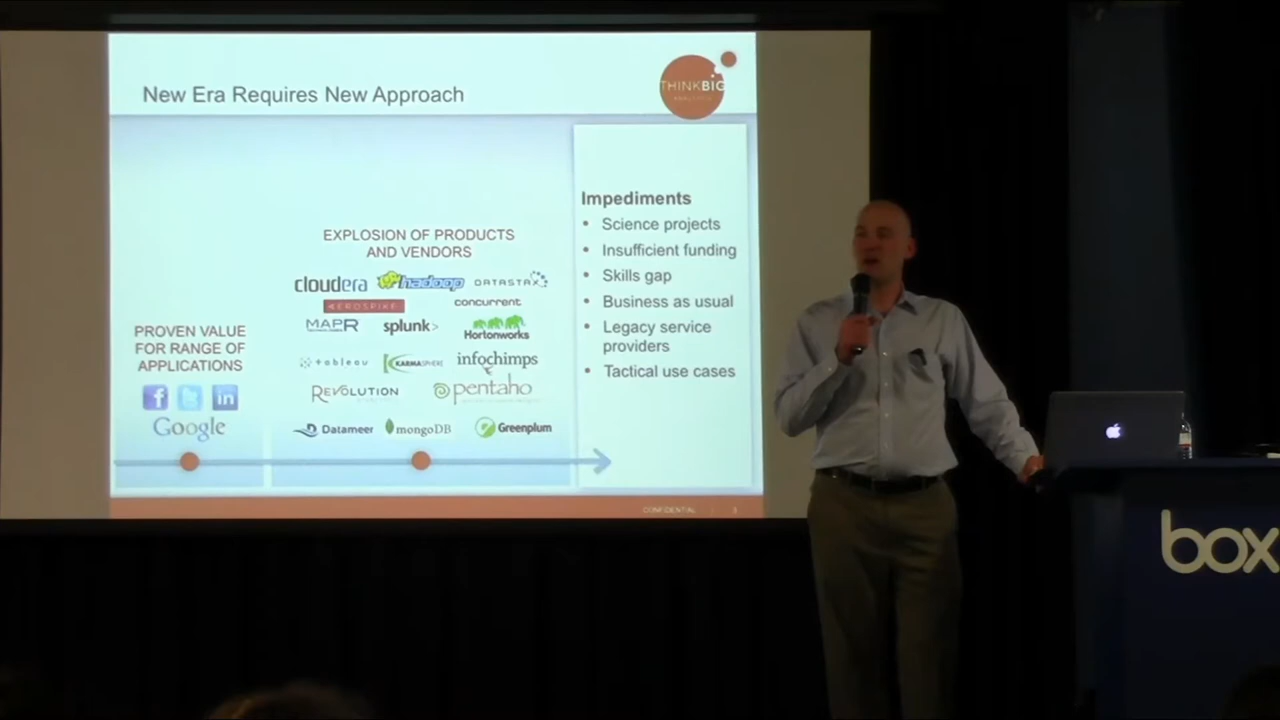 New Era Requires New Approach
THINKBIG
ANALYTICS
Impediments
• Science projects
• Insufficient funding
• Skills gap
• Business as usual
• Legacy service
providers
• Tactical use cases
EXPLOSION OF PRODUCTS
AND VENDORS
cloudera hadoop DATASTAX
AEROSPIKE concurrent
MAPR splunk> Hortonworks
tableau KARMASPHERE infochimps
REVOLUTION pentaho
Datameer mongoDB Greenplum
PROVEN VALUE
FOR RANGE OF
APPLICATIONS
f in
Google
CONFIDENTIAL
box